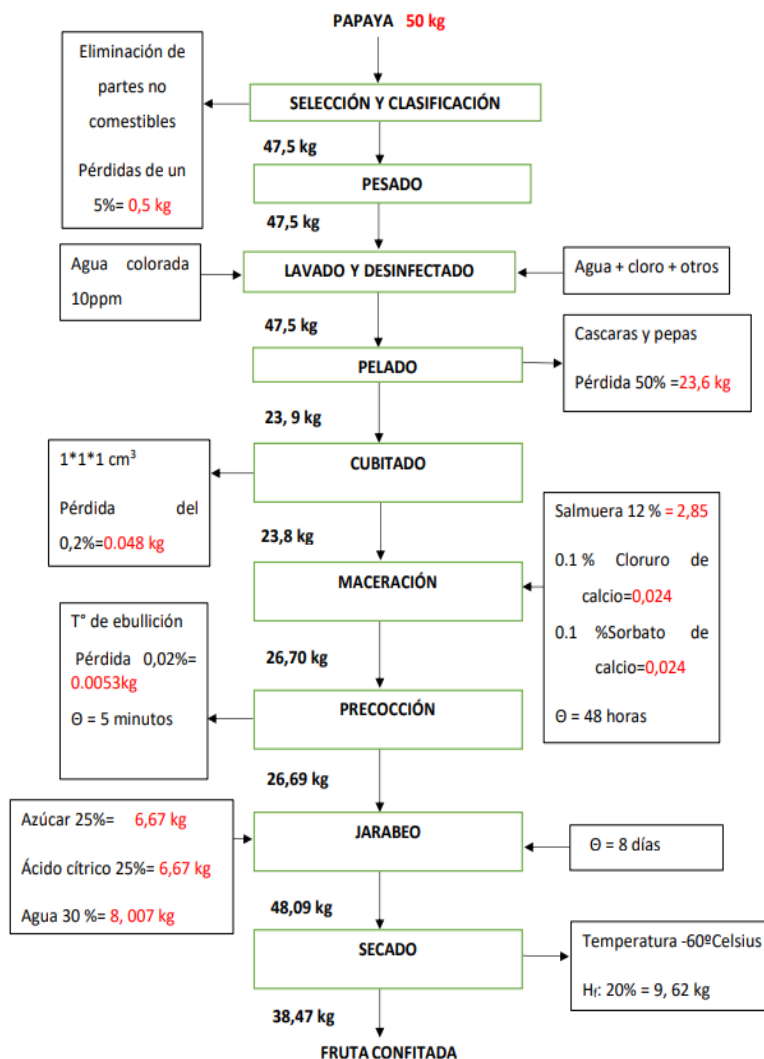 PAPAYA 50 kg
Eliminación de
partes no
comestibles
Pérdidas de un
5%= 0,5 kg
SELECCIÓN Y CLASIFICACIÓN
47,5 kg
PESADO
47,5 kg
Agua colorada
10ppm
LAVADO Y DESINFECTADO
Agua + cloro + otros
47,5 kg
PELADO
Cascaras y pepas
Pérdida 50% =23,6 kg
23, 9 kg
1*1*1 cm³
Pérdida del
0,2%=0.048 kg
CUBITADO
23,8 kg
Salmuera 12 % = 2,85
0.1 % Cloruro de
calcio=0,024
0.1 %Sorbato de
calcio=0,024
Θ = 48 horas
MACERACIÓN
26,70 kg
T° de ebullición
Pérdida 0,02%=
0.0053kg
Θ = 5 minutos
PRECOCCIÓN
26,69 kg
Azúcar 25%= 6,67 kg
Ácido cítrico 25%= 6,67 kg
Agua 30 %= 8, 007 kg
JARABEO
Θ = 8 días
48,09 kg
SECADO
Temperatura -60ºCelsius
Hf: 20% = 9, 62 kg
38,47 kg
FRUTA CONFITADA